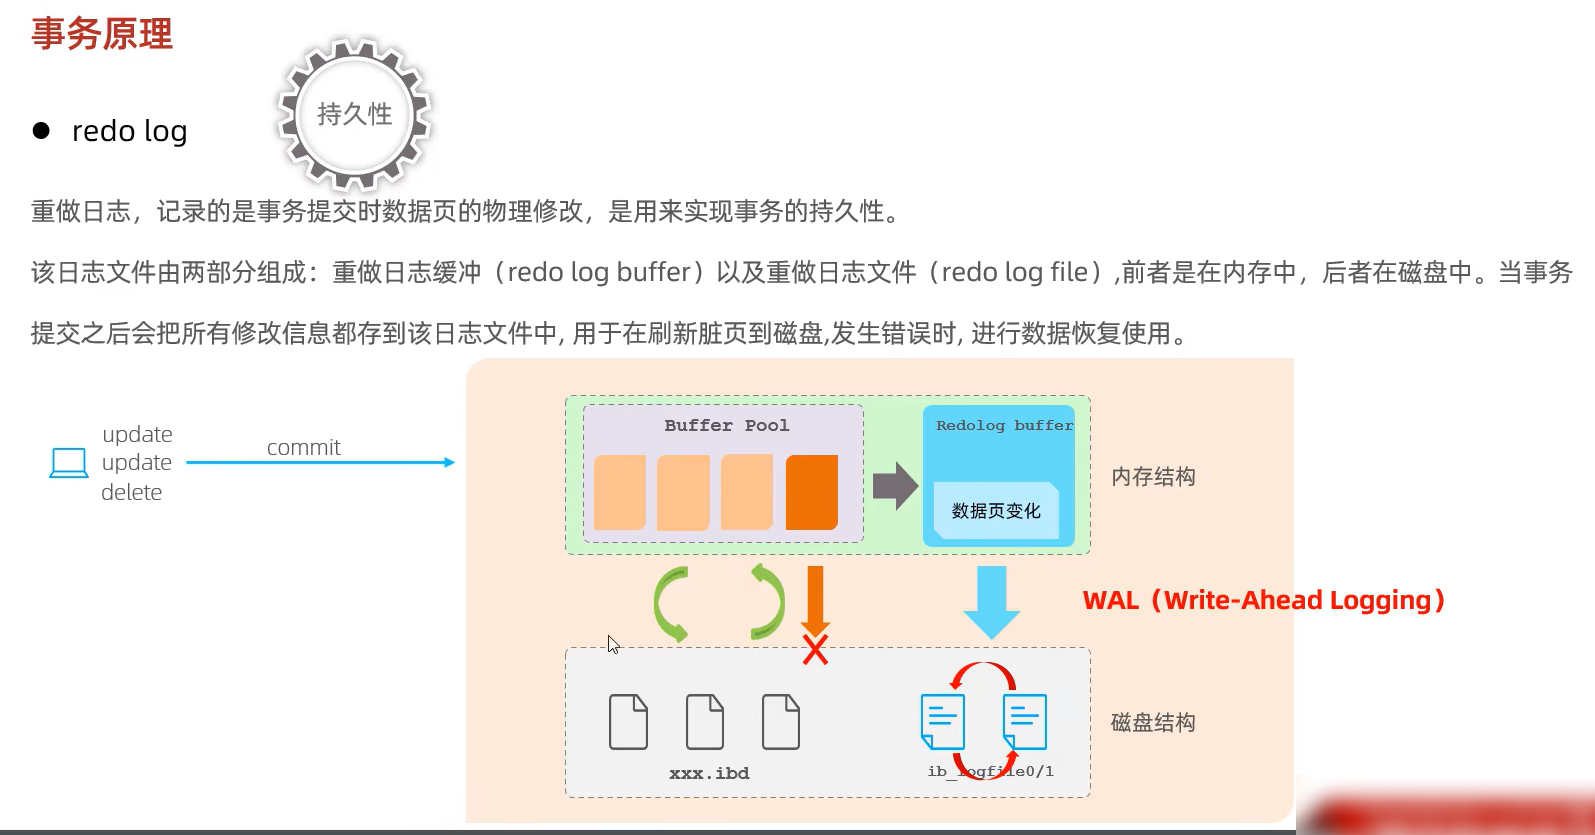 事务原理
持久性
● redo log
重做日志，记录的是事务提交时数据页的物理修改，是用来实现事务的持久性。
该日志文件由两部分组成：重做日志缓冲（redo log buffer）以及重做日志文件（redo log file）,前者是在内存中，后者在磁盘中。当事务
提交之后会把所有修改信息都存到该日志文件中, 用于在刷新脏页到磁盘,发生错误时, 进行数据恢复使用。
update
update
delete
commit
Buffer Pool
Redolog buffer
数据页变化
内存结构
WAL（Write-Ahead Logging）
xxx.ibd
ib_logfile0/1
磁盘结构